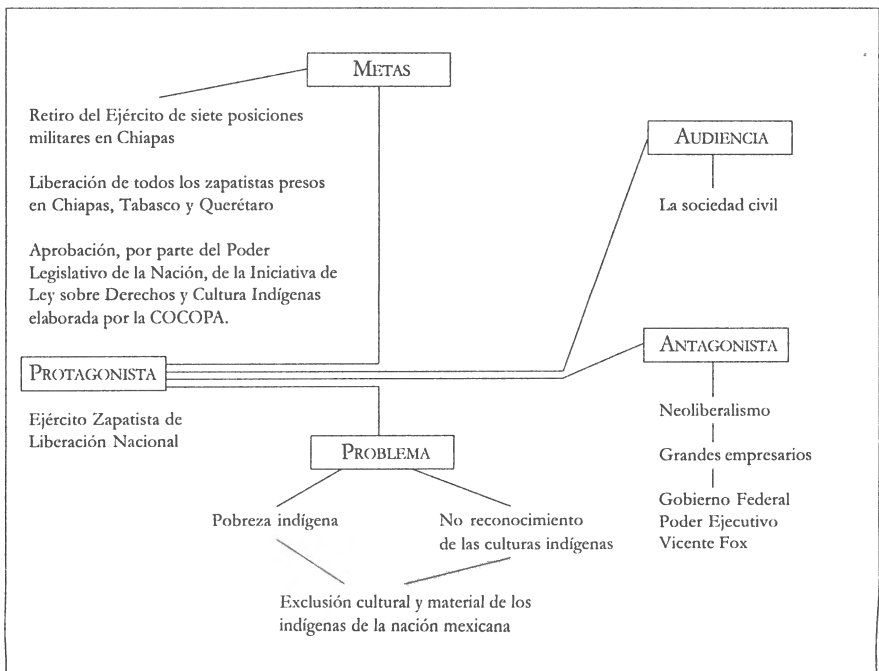 METAS
Retiro del Ejército de siete posiciones
militares en Chiapas
Liberación de todos los zapatistas presos
en Chiapas, Tabasco y Querétaro
Aprobación, por parte del Poder
Legislativo de la Nación, de la Iniciativa de
Ley sobre Derechos y Cultura Indígenas
elaborada por la COCOPA.
AUDIENCIA
La sociedad civil
PROTAGONISTA
Ejército Zapatista de
Liberación Nacional
ANTAGONISTA
Neoliberalismo
Grandes empresarios
Gobierno Federal
Poder Ejecutivo
Vicente Fox
PROBLEMA
Pobreza indígena
No reconocimiento
de las culturas indígenas
Exclusión cultural y material de los
indígenas de la nación mexicana